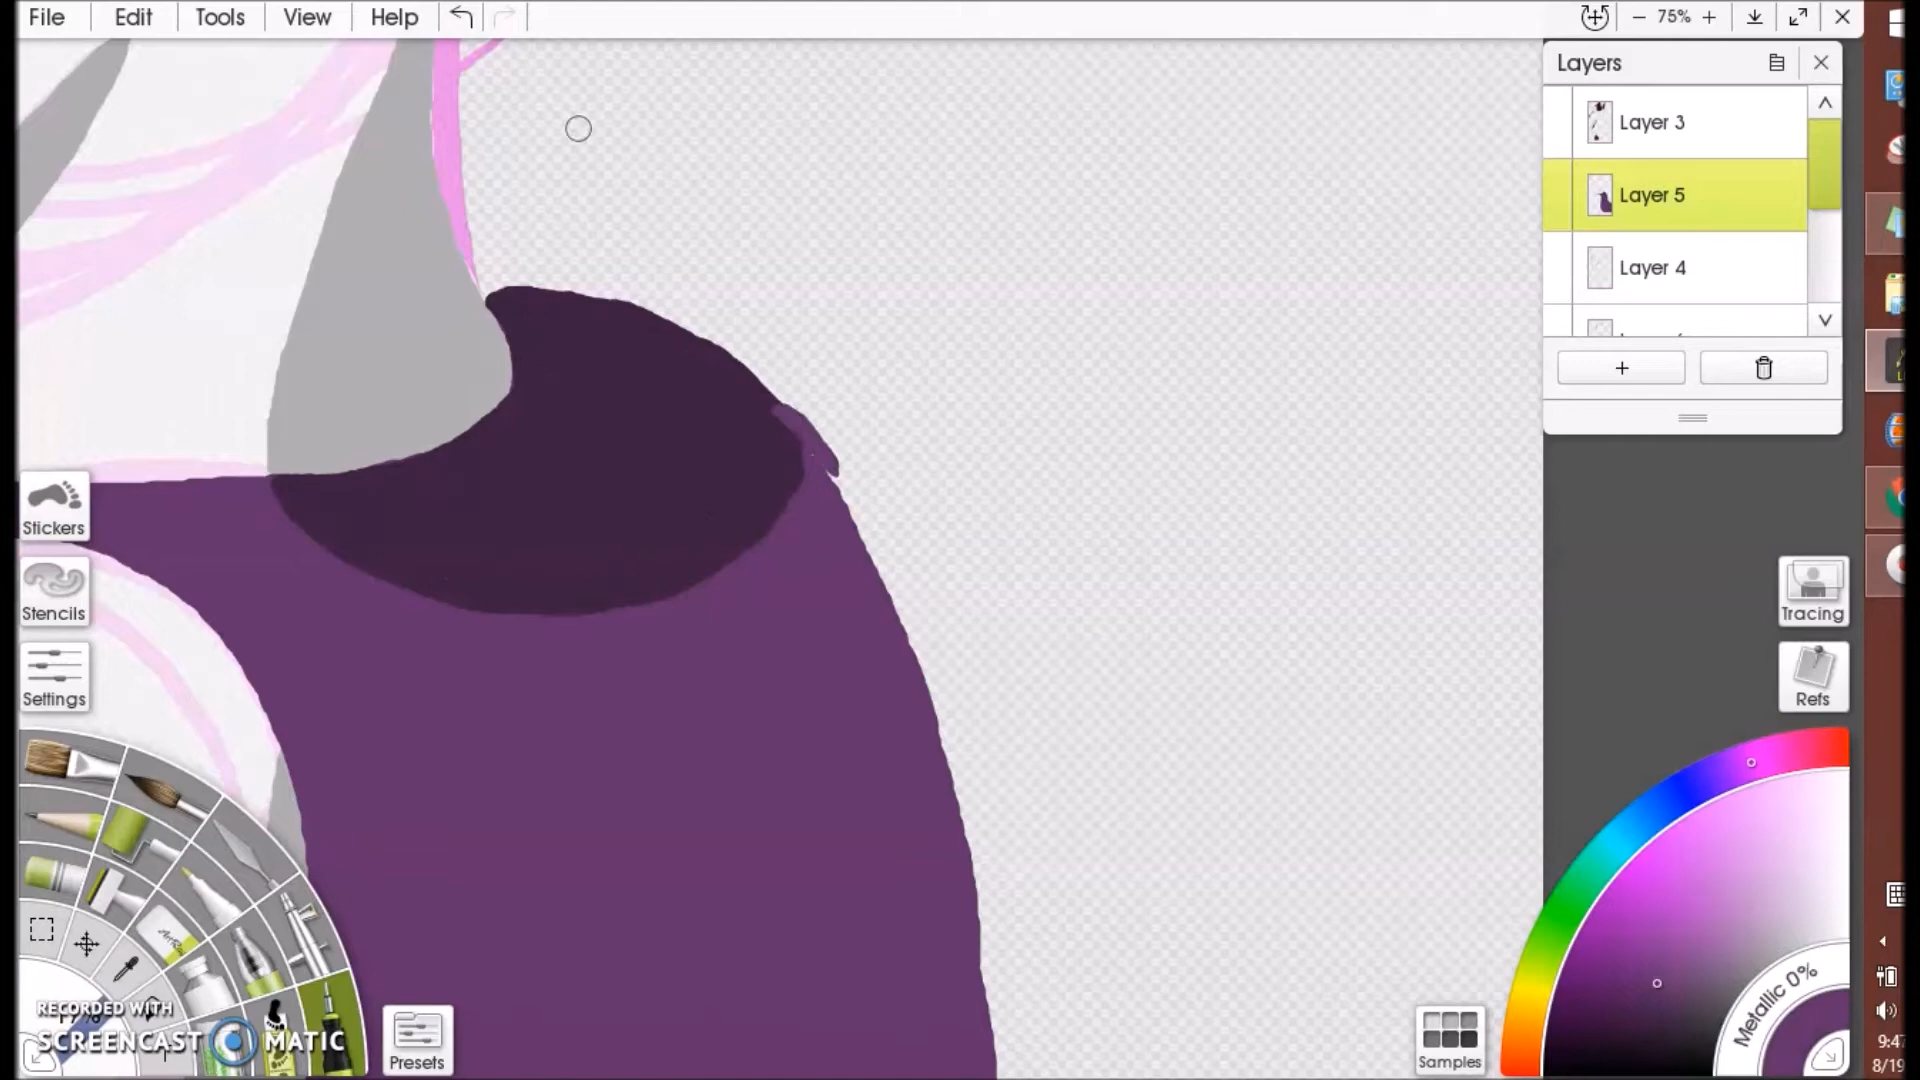 File Edit Tools View Help 75%
Layers
Layer 3
Layer 5
Layer 4
Stickers
Stencils
Settings
Tracing
Refs
Metallic 0%
RECORDED WITH
SCREENCAST MATIC
Presets
Samples
9:47
8/19